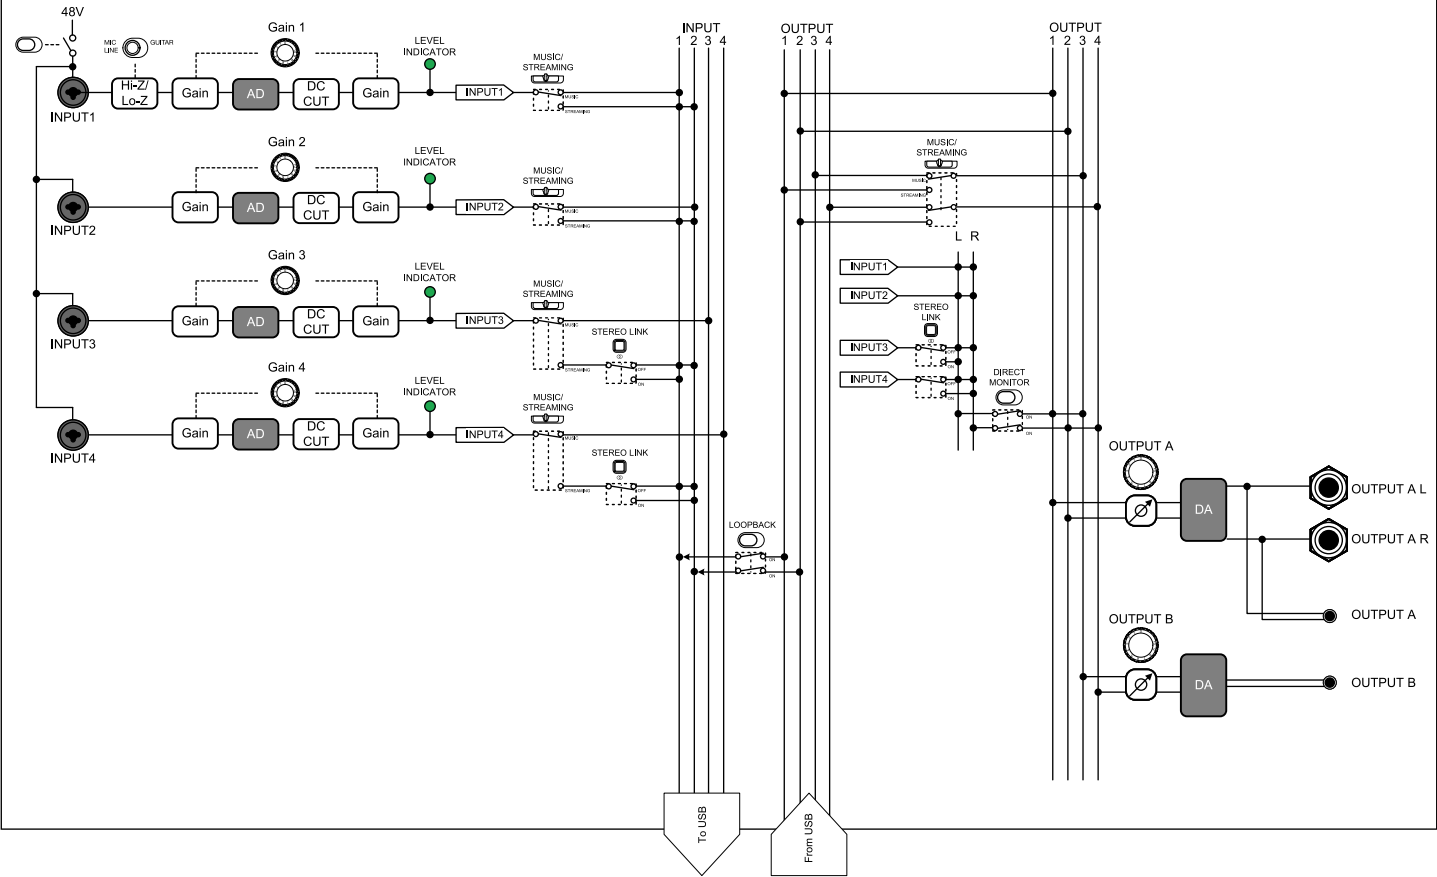 48V
MIC
LINE
GUITAR
Gain 1
LEVEL
INDICATOR
MUSIC/
STREAMING
Hi-Z/
Lo-Z
Gain
AD
DC
CUT
Gain
INPUT1
MUSIC
STREAMING
INPUT1
Gain 2
LEVEL
INDICATOR
MUSIC/
STREAMING
Gain
AD
DC
CUT
Gain
INPUT2
MUSIC
STREAMING
INPUT2
Gain 3
LEVEL
INDICATOR
MUSIC/
STREAMING
Gain
AD
DC
CUT
Gain
INPUT3
MUSIC
STEREO LINK
INPUT3
STREAMING
OFF
ON
Gain 4
LEVEL
INDICATOR
MUSIC/
STREAMING
Gain
AD
DC
CUT
Gain
INPUT4
MUSIC
STEREO LINK
INPUT4
STREAMING
OFF
ON
INPUT
1 2 3 4
OUTPUT
1 2 3 4
OUTPUT
1 2 3 4
MUSIC/
STREAMING
MUSIC
STREAMING
L R
INPUT1
INPUT2
STEREO
LINK
INPUT3
OFF
ON
INPUT4
OFF
ON
DIRECT
MONITOR
ON
ON
LOOPBACK
ON
ON
OUTPUT A
DA
OUTPUT A L
OUTPUT A R
OUTPUT A
OUTPUT B
DA
OUTPUT B
To USB
From USB